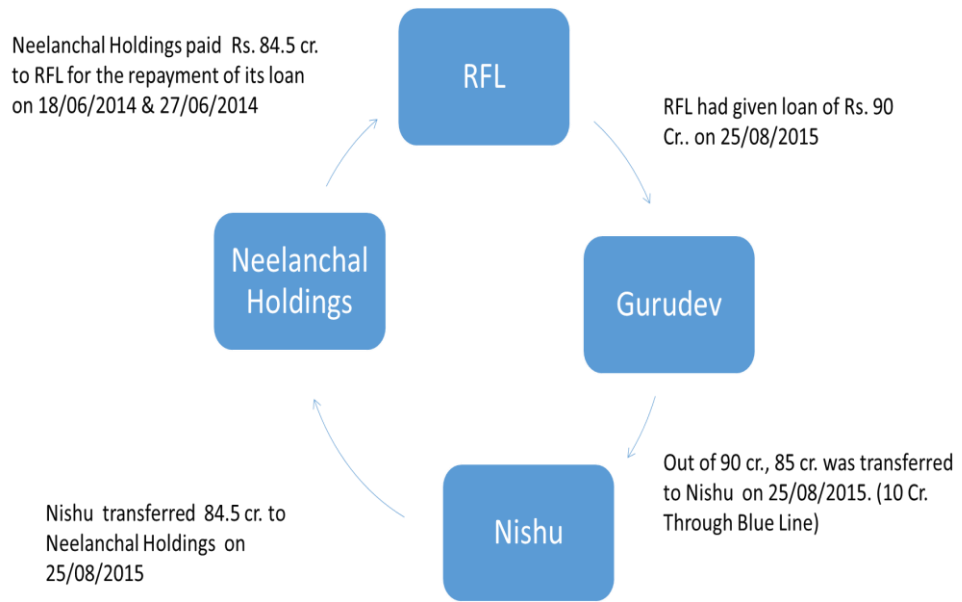 Neelanchal Holdings paid Rs. 84.5 cr.
to RFL for the repayment of its loan
on 18/06/2014 & 27/06/2014
RFL
RFL had given loan of Rs. 90
Cr.. on 25/08/2015
Neelanchal
Holdings
Gurudev
Out of 90 cr., 85 cr. was transferred
to Nishu on 25/08/2015. (10 Cr.
Through Blue Line)
Nishu
Nishu transferred 84.5 cr. to
Neelanchal Holdings on
25/08/2015